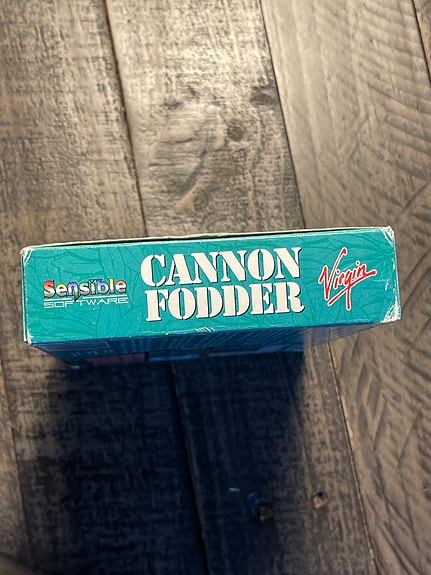 Sensible
SOFTWARE
CANNON
FODDER
Virgin